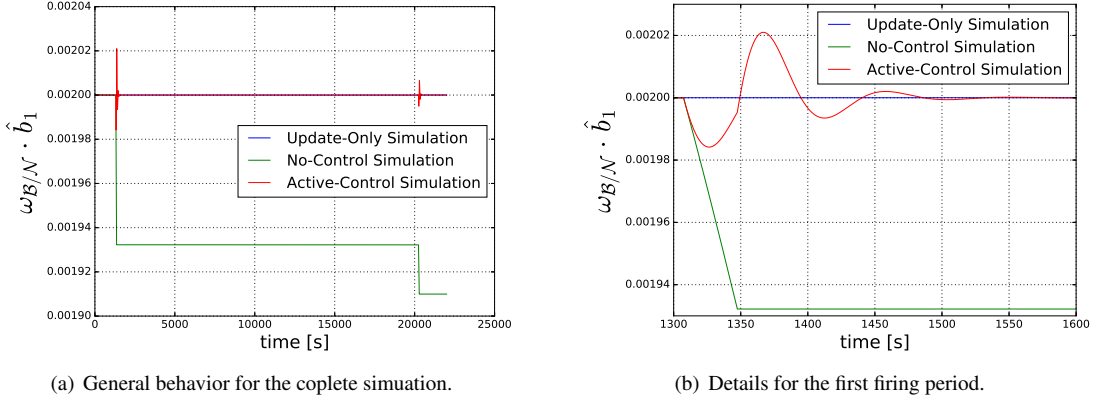 0.00204
0.00202
0.00200
0.00198
0.00196
0.00194
0.00192
0.00190
ω_{B/N} · b̂_1
Update-Only Simulation
No-Control Simulation
Active-Control Simulation
0 5000 10000 15000 20000 25000
time [s]
(a) General behavior for the coplete simuation.
0.00202
0.00200
0.00198
0.00196
0.00194
ω_{B/N} · b̂_1
Update-Only Simulation
No-Control Simulation
Active-Control Simulation
1300 1350 1400 1450 1500 1550 1600
time [s]
(b) Details for the first firing period.